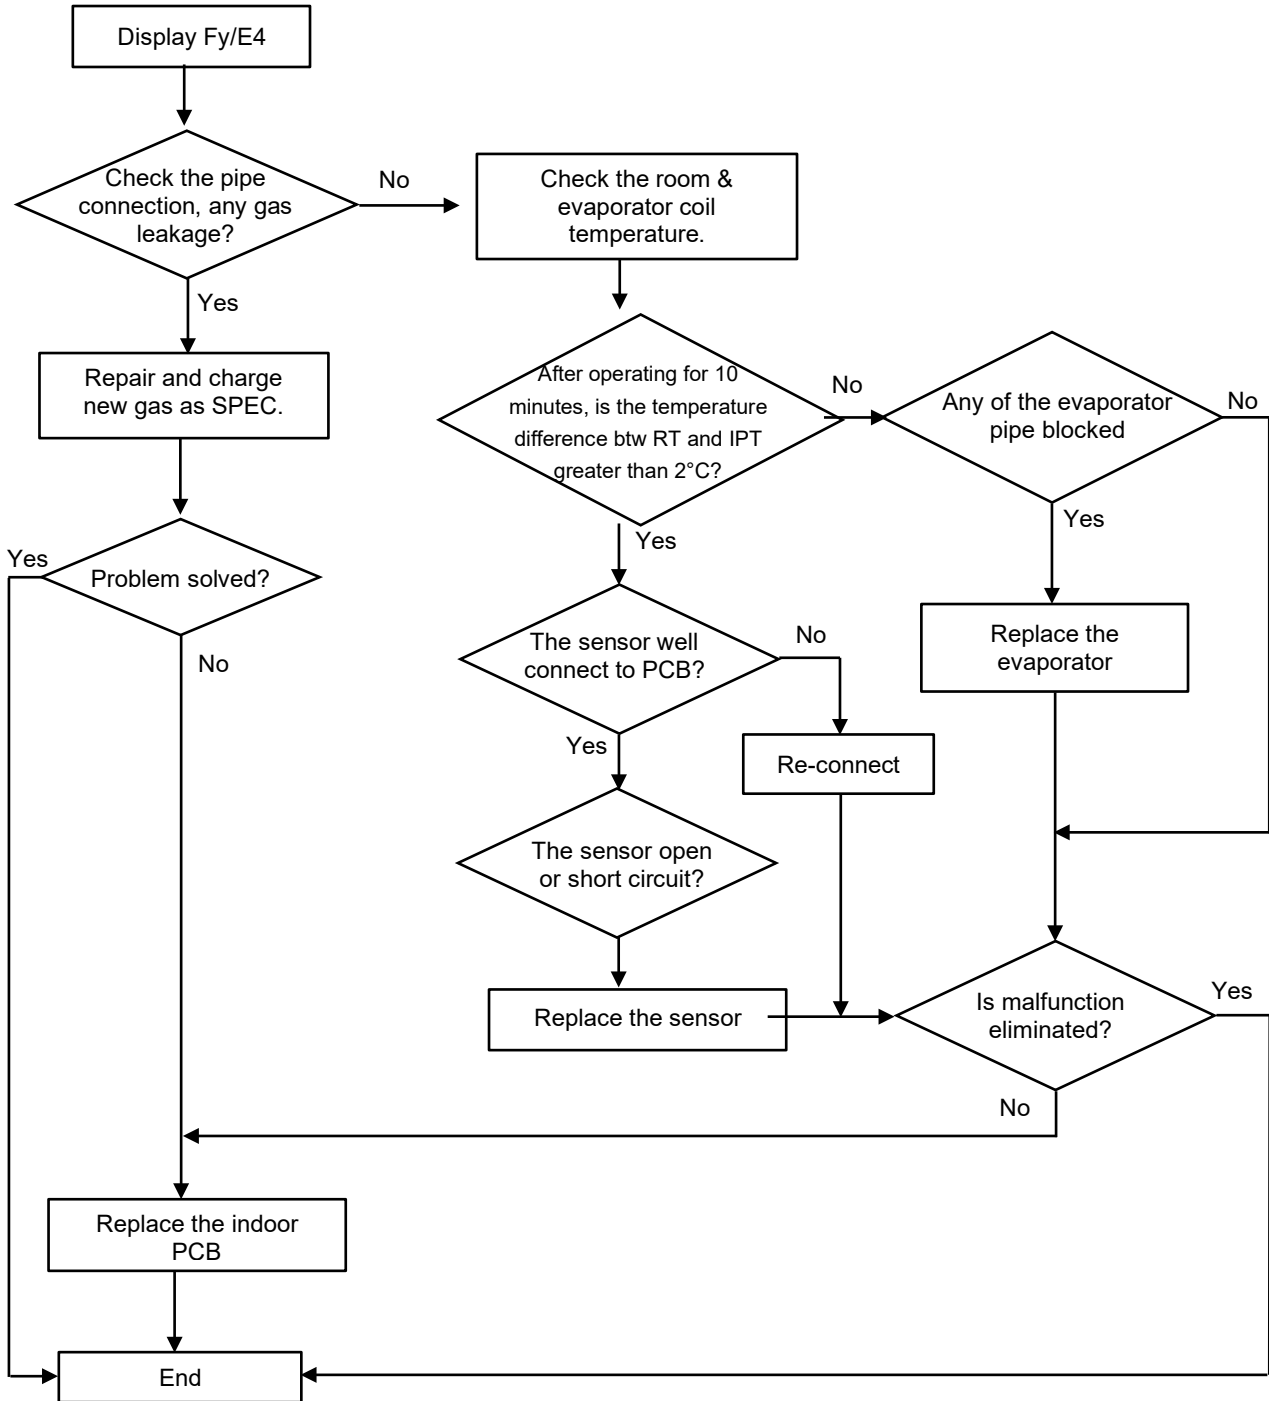 Display Fy/E4
Check the pipe
connection, any gas
leakage?
No
Check the room &
evaporator coil
temperature.
Yes
Repair and charge
new gas as SPEC.
After operating for 10
minutes, is the temperature
difference btw RT and IPT
greater than 2°C?
No
Any of the evaporator
pipe blocked
No
Yes
Yes
Yes
Problem solved?
No
The sensor well
connect to PCB?
No
Replace the
evaporator
Yes
Re-connect
The sensor open
or short circuit?
Replace the sensor
Is malfunction
eliminated?
Yes
No
Replace the indoor
PCB
End